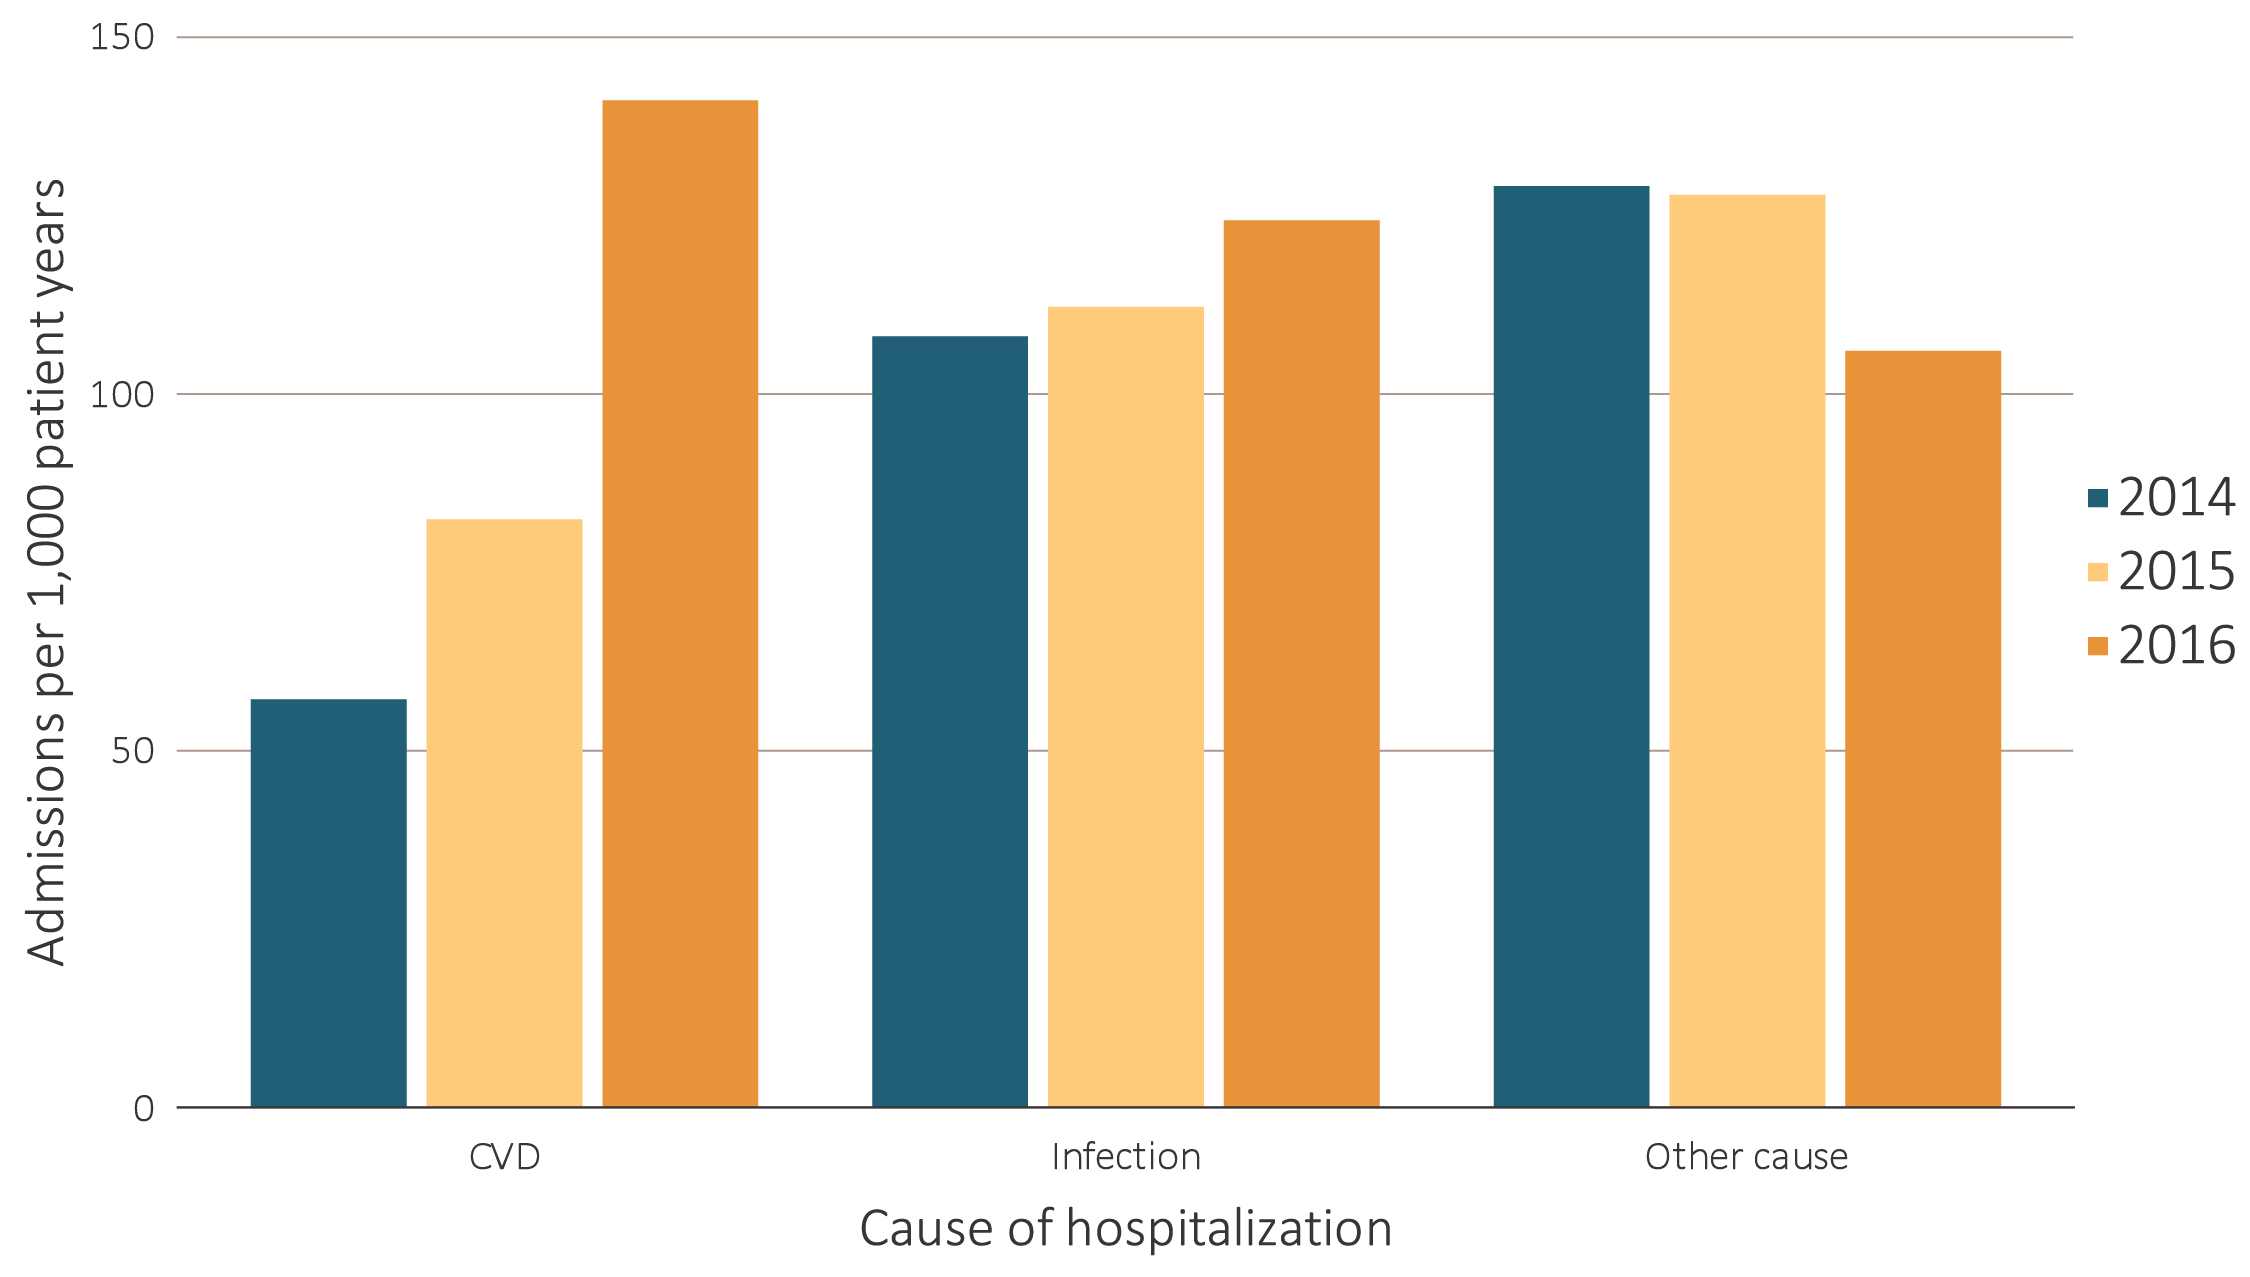 Admissions per 1,000 patient years
150
100
50
0
CVD
Infection
Other cause
Cause of hospitalization
2014
2015
2016